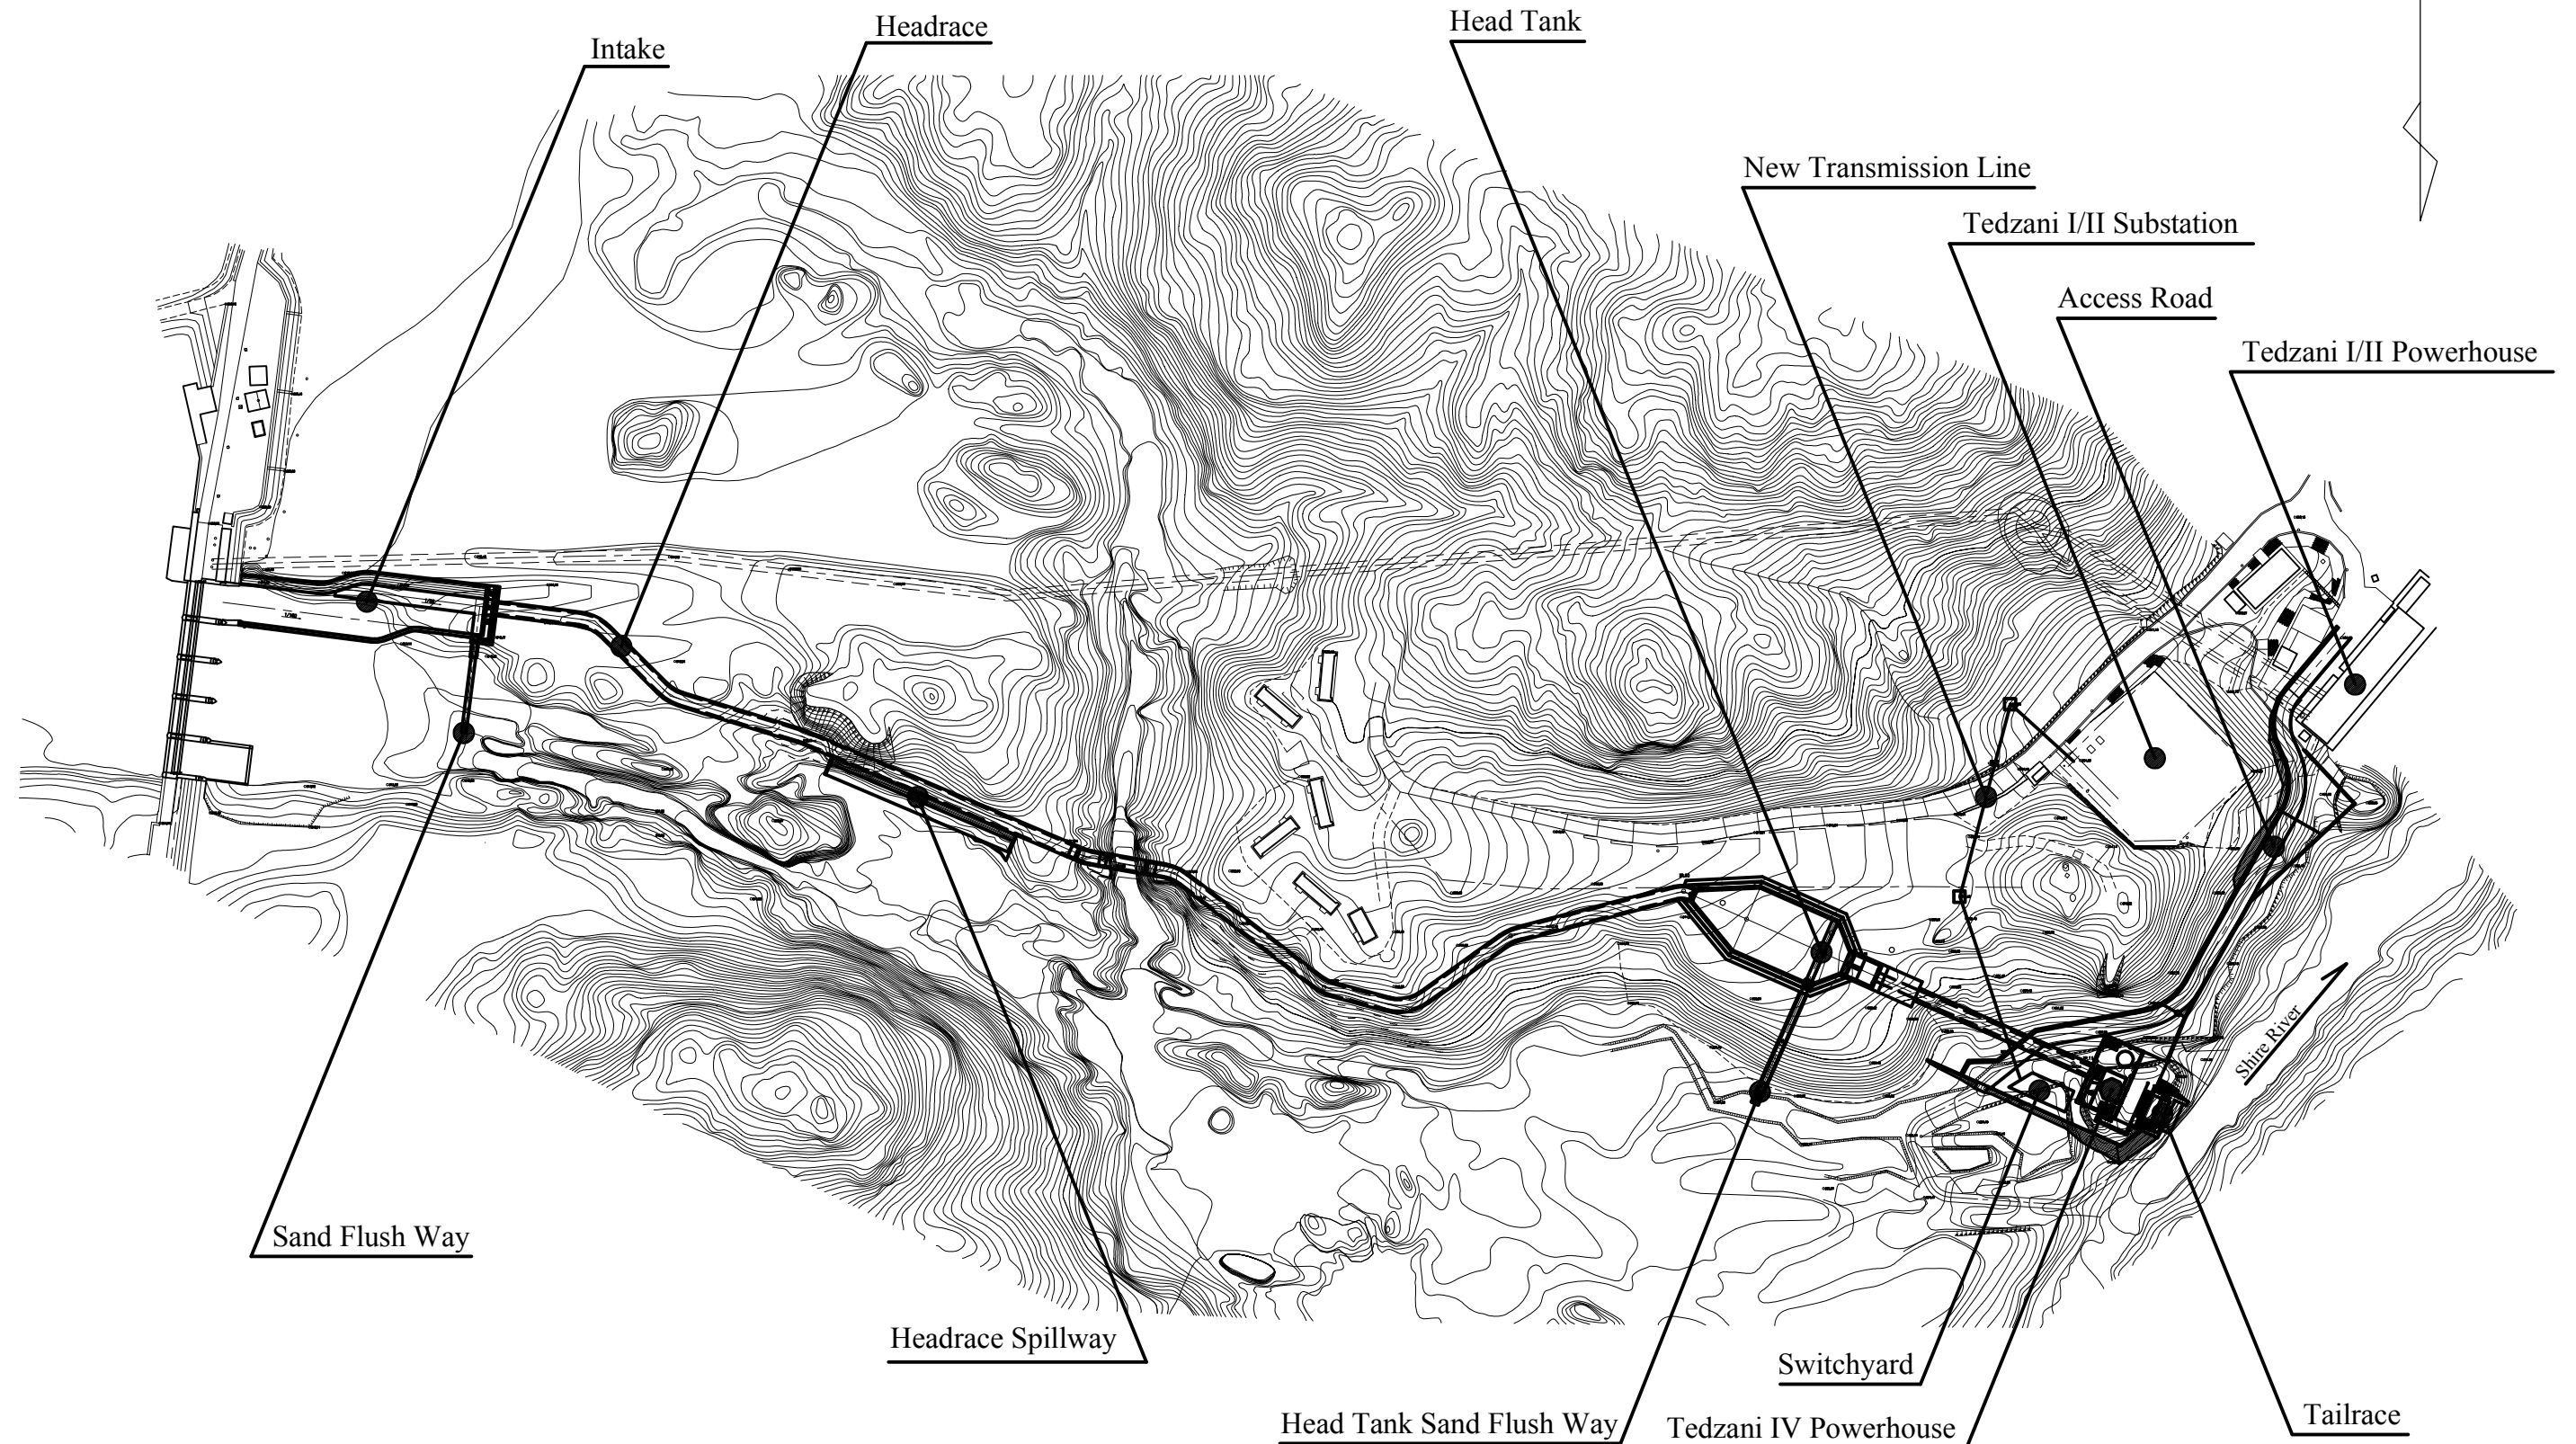 Head Tank
Headrace
Intake
New Transmission Line
Tedzani I/II Substation
Access Road
Tedzani I/II Powerhouse
Shire River
Sand Flush Way
Headrace Spillway
Switchyard
Tailrace
Head Tank Sand Flush Way
Tedzani IV Powerhouse